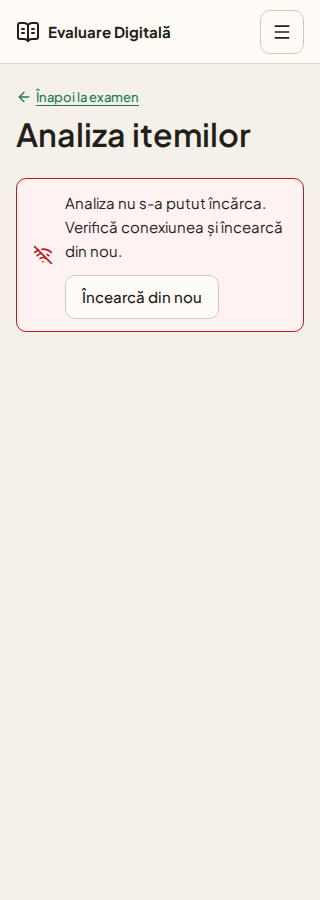 Evaluare Digitală
Înapoi la examen
Analiza itemilor
Analiza nu s-a putut încărca.
Verifică conexiunea și încearcă
din nou.
Încearcă din nou